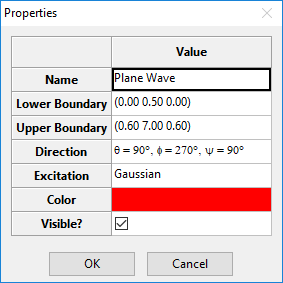 Properties
Value
Name Plane Wave
Lower Boundary (0.00 0.50 0.00)
Upper Boundary (0.60 7.00 0.60)
Direction θ = 90°, ϕ = 270°, ψ = 90°
Excitation Gaussian
Color
Visible?
OK Cancel